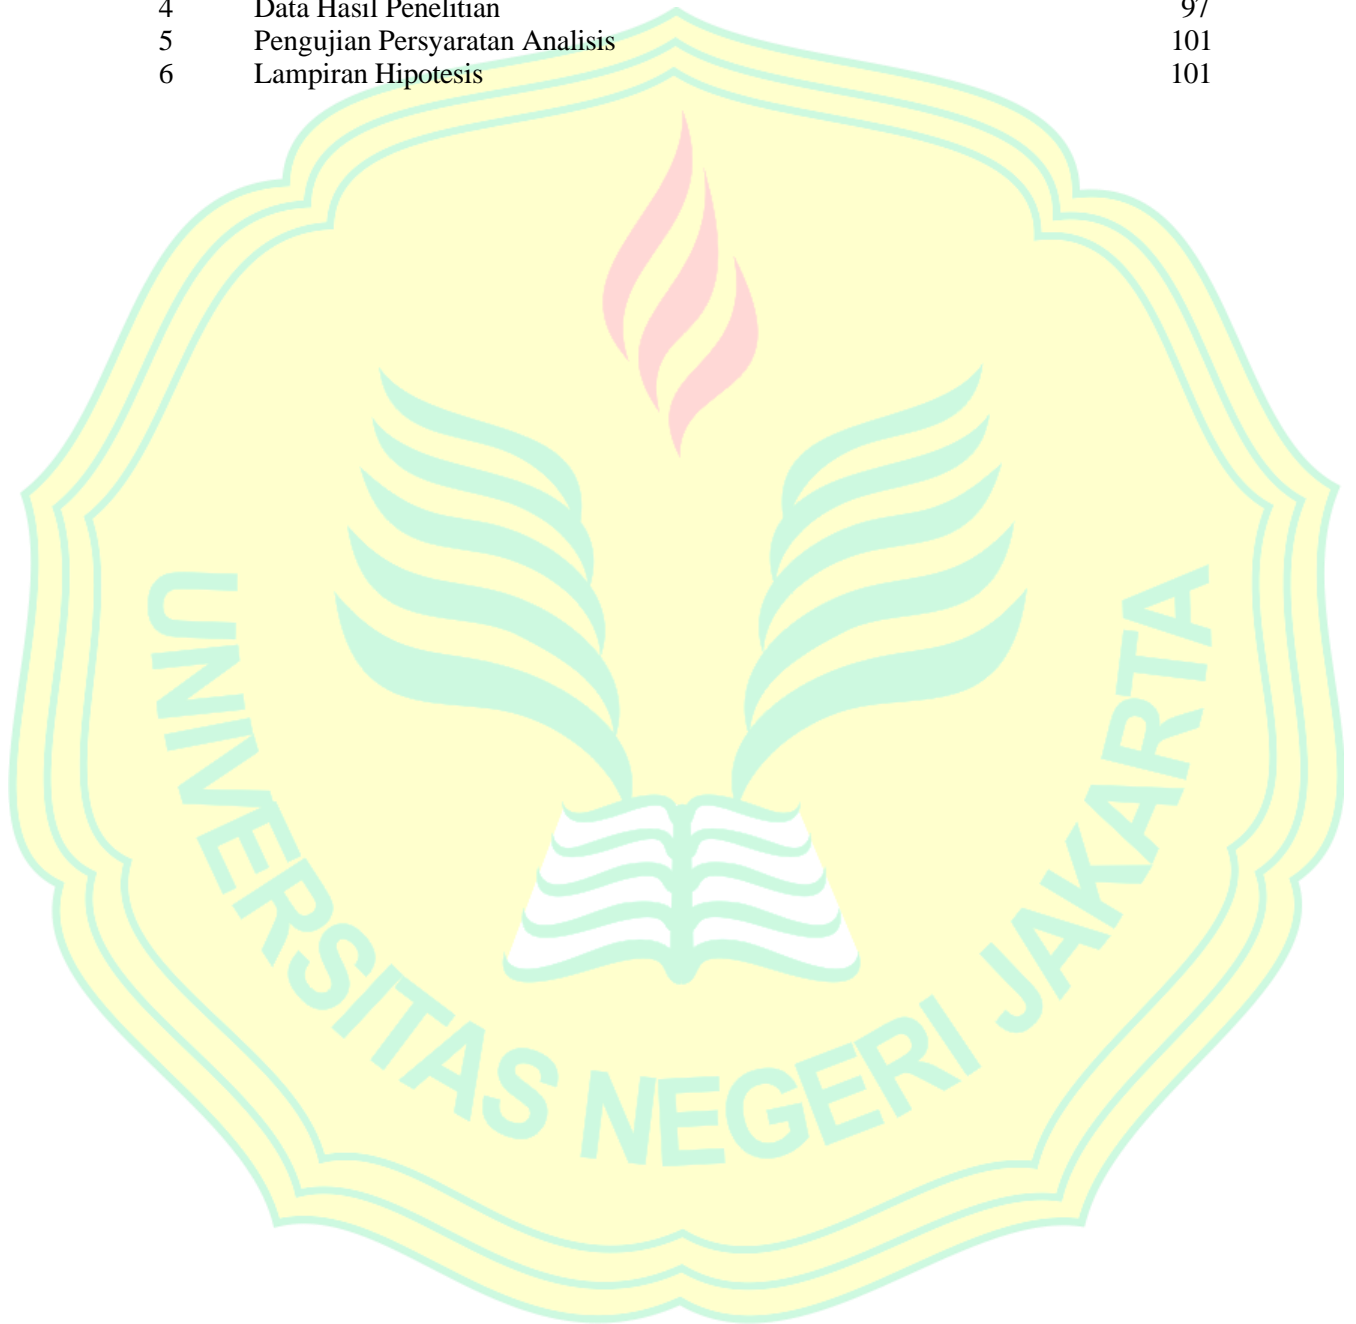 4 Data Hasil Penelitian 97
5 Pengujian Persyaratan Analisis 101
6 Lampiran Hipotesis 101
UNIVERSITAS NEGERI JAKARTA